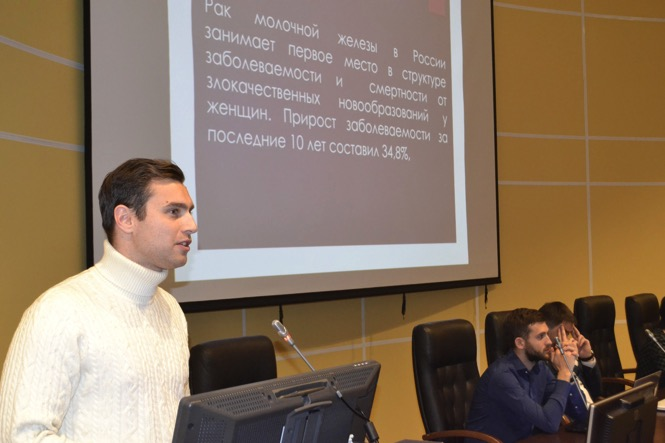 Рак молочной железы в России
занимает первое место в структуре
заболеваемости и смертности от
злокачественных новообразований у
женщин. Прирост заболеваемости за
последние 10 лет составил 34,8%,